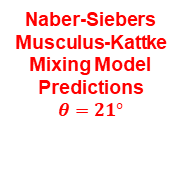 Naber-Siebers
Musculus-Kattke
Mixing Model
Predictions
θ = 21°